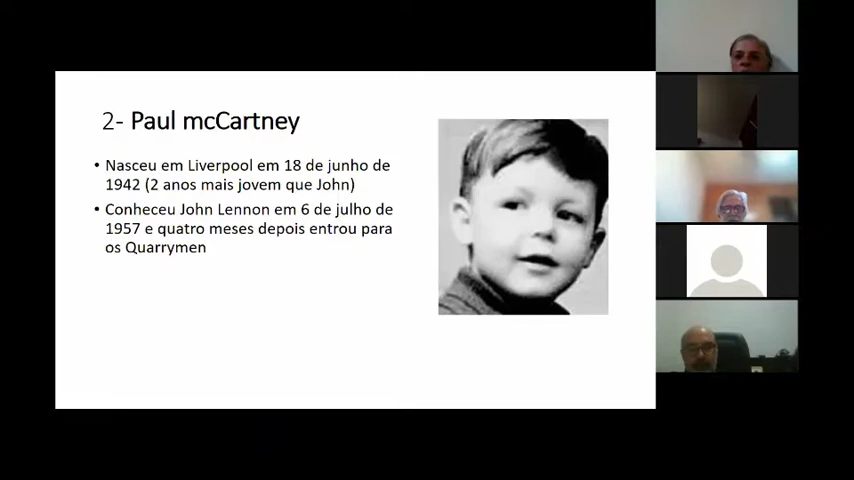 2- Paul mcCartney
• Nasceu em Liverpool em 18 de junho de
1942 (2 anos mais jovem que John)
• Conheceu John Lennon em 6 de julho de
1957 e quatro meses depois entrou para
os Quarrymen